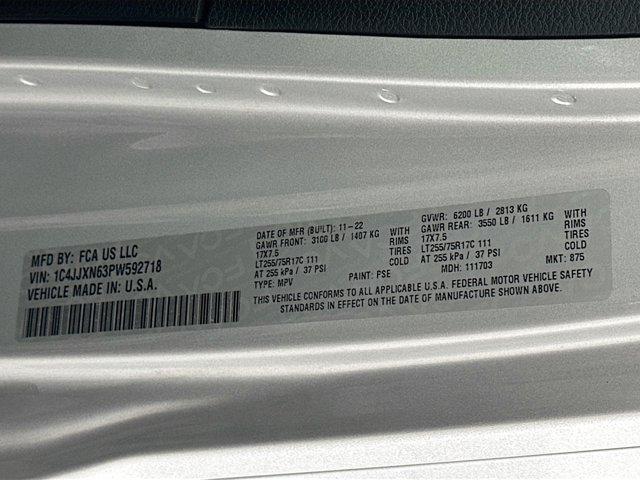 MFD BY: FCA US LLC
VIN: 1C4JJXN63PW592718
VEHICLE MADE IN: U.S.A.
DATE OF MFR (BUILT): 11-22
GAWR FRONT: 3100 LB / 1407 KG
WITH
17X7.5 RIMS
LT255/75R17C 111 TIRES
AT 255 kPa / 37 PSI COLD
TYPE: MPV PAINT: PSE
GVWR: 6200 LB / 2813 KG
GAWR REAR: 3550 LB / 1611 KG
WITH
17X7.5 RIMS
LT255/75R17C 111 TIRES
AT 255 kPa / 37 PSI COLD
MDH: 111703 MKT: 875
THIS VEHICLE CONFORMS TO ALL APPLICABLE U.S.A. FEDERAL MOTOR VEHICLE SAFETY
STANDARDS IN EFFECT ON THE DATE OF MANUFACTURE SHOWN ABOVE.